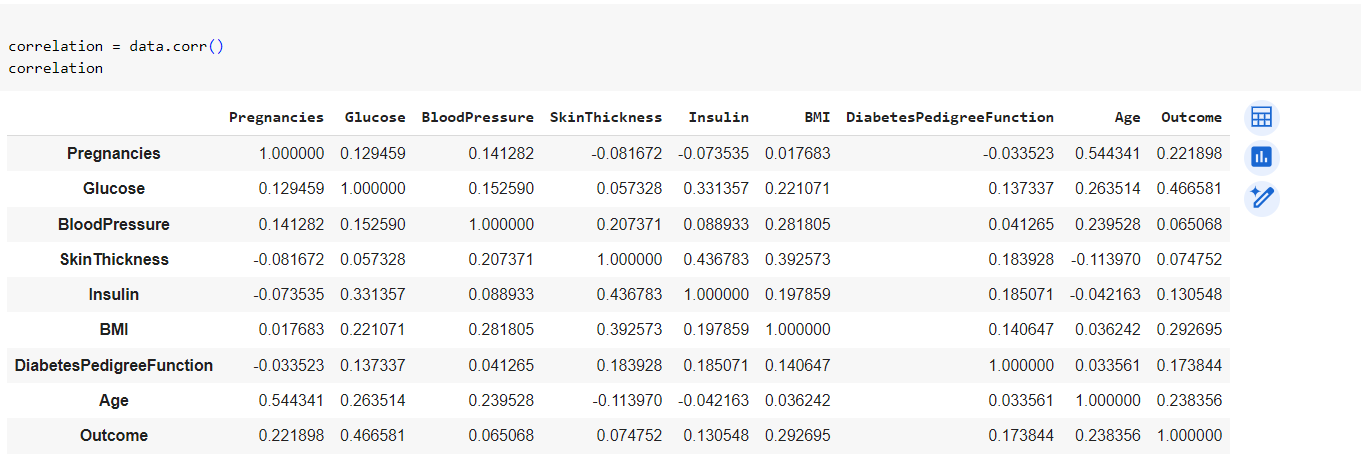 correlation = data.corr()
correlation
Pregnancies Glucose BloodPressure SkinThickness Insulin BMI DiabetesPedigreeFunction Age Outcome
Pregnancies 1.000000 0.129459 0.141282 -0.081672 -0.073535 0.017683 -0.033523 0.544341 0.221898
Glucose 0.129459 1.000000 0.152590 0.057328 0.331357 0.221071 0.137337 0.263514 0.466581
BloodPressure 0.141282 0.152590 1.000000 0.207371 0.088933 0.281805 0.041265 0.239528 0.065068
SkinThickness -0.081672 0.057328 0.207371 1.000000 0.436783 0.392573 0.183928 -0.113970 0.074752
Insulin -0.073535 0.331357 0.088933 0.436783 1.000000 0.197859 0.185071 -0.042163 0.130548
BMI 0.017683 0.221071 0.281805 0.392573 0.197859 1.000000 0.140647 0.036242 0.292695
DiabetesPedigreeFunction -0.033523 0.137337 0.041265 0.183928 0.185071 0.140647 1.000000 0.033561 0.173844
Age 0.544341 0.263514 0.239528 -0.113970 -0.042163 0.036242 0.033561 1.000000 0.238356
Outcome 0.221898 0.466581 0.065068 0.074752 0.130548 0.292695 0.173844 0.238356 1.000000